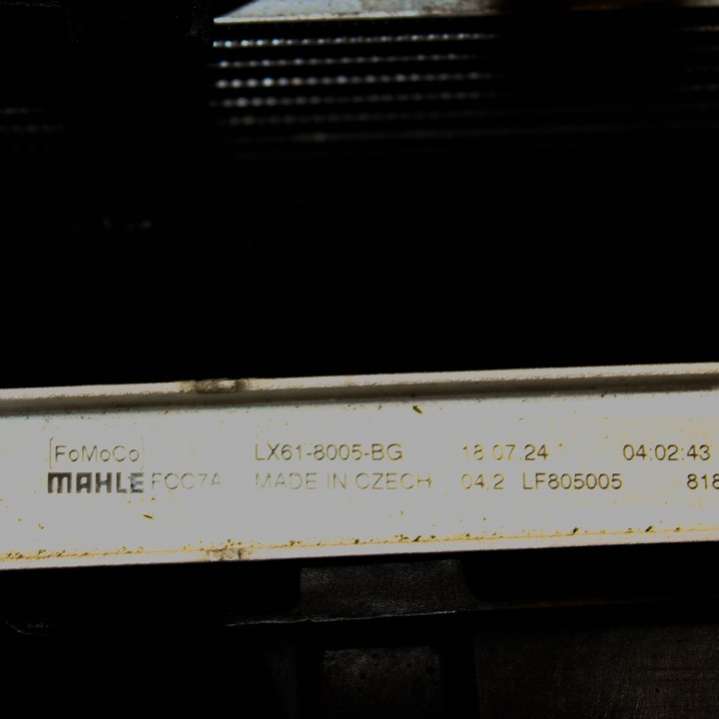 FoMoCo LX61-8005-BG 18.07.24 04:02:43
MAHLE FCC7A MADE IN CZECH 04.2 LF805005 818